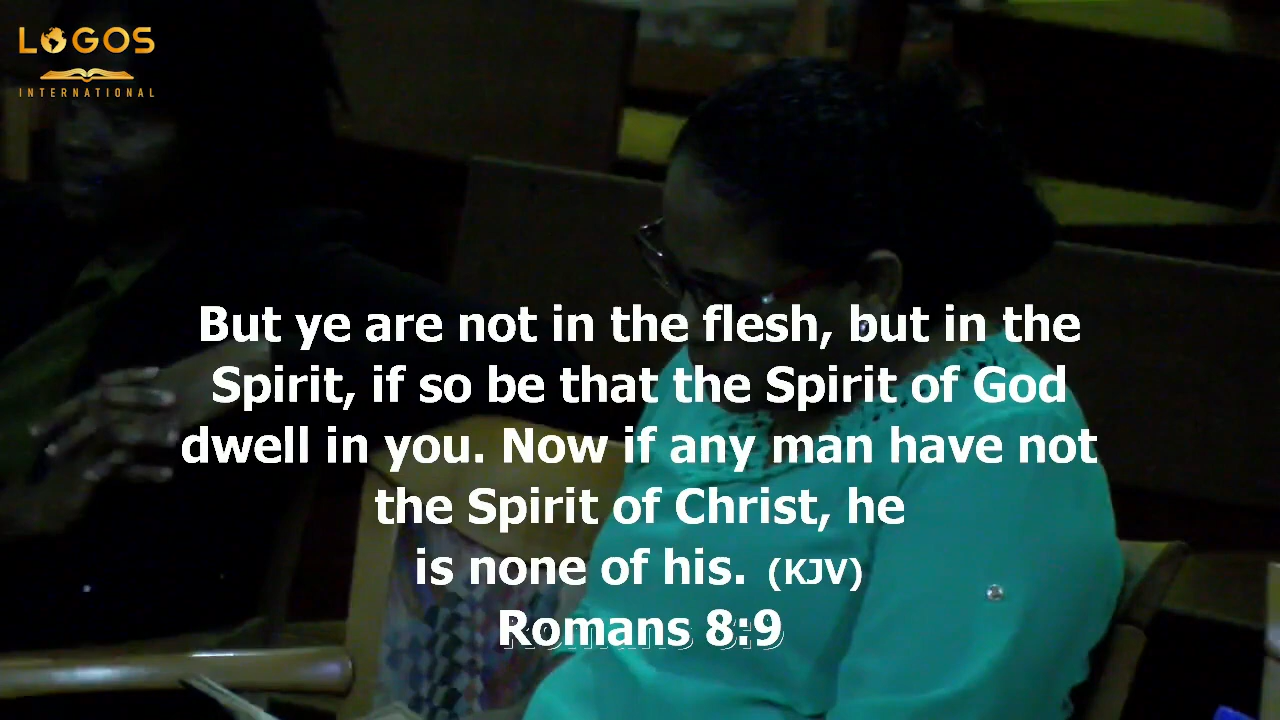 LOGOS
INTERNATIONAL
But ye are not in the flesh, but in the
Spirit, if so be that the Spirit of God
dwell in you. Now if any man have not
the Spirit of Christ, he
is none of his. (KJV)
Romans 8:9